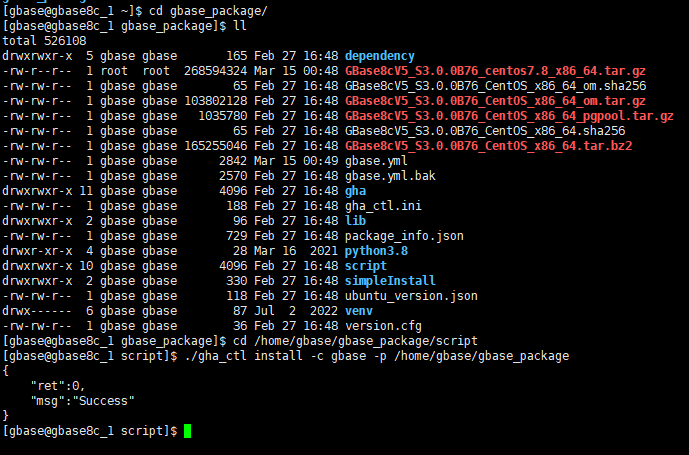 [gbase@gbase8c_1 ~]$ cd gbase_package/
[gbase@gbase8c_1 gbase_package]$ ll
total 526108
drwxrwxr-x  5 gbase gbase       165 Feb 27 16:48 dependency
-rw-r--r--  1 root  root  268594324 Mar 15 00:48 GBase8cV5_S3.0.0B76_centos7.8_x86_64.tar.gz
-rw-rw-r--  1 gbase gbase        65 Feb 27 16:48 GBase8cV5_S3.0.0B76_CentOS_x86_64_om.sha256
-rw-rw-r--  1 gbase gbase 103802128 Feb 27 16:48 GBase8cV5_S3.0.0B76_CentOS_x86_64_om.tar.gz
-rw-rw-r--  1 gbase gbase   1035780 Feb 27 16:48 GBase8cV5_S3.0.0B76_CentOS_x86_64_pgpool.tar.gz
-rw-rw-r--  1 gbase gbase        65 Feb 27 16:48 GBase8cV5_S3.0.0B76_CentOS_x86_64.sha256
-rw-rw-r--  1 gbase gbase 165255046 Feb 27 16:48 GBase8cV5_S3.0.0B76_CentOS_x86_64.tar.bz2
-rw-rw-r--  1 gbase gbase      2842 Mar 15 00:49 gbase.yml
-rw-rw-r--  1 gbase gbase      2570 Feb 27 16:48 gbase.yml.bak
drwxrwxr-x 11 gbase gbase      4096 Feb 27 16:48 gha
-rw-rw-r--  1 gbase gbase       188 Feb 27 16:48 gha_ctl.ini
drwxrwxr-x  2 gbase gbase        96 Feb 27 16:48 lib
-rw-rw-r--  1 gbase gbase       729 Feb 27 16:48 package_info.json
drwxr-xr-x  4 gbase gbase        28 Mar 16  2021 python3.8
drwxrwxr-x 10 gbase gbase      4096 Feb 27 16:48 script
drwxrwxr-x  2 gbase gbase       330 Feb 27 16:48 simpleInstall
-rw-rw-r--  1 gbase gbase       118 Feb 27 16:48 ubuntu_version.json
drwx------  6 gbase gbase        87 Jul  2  2022 venv
-rw-rw-r--  1 gbase gbase        36 Feb 27 16:48 version.cfg
[gbase@gbase8c_1 gbase_package]$ cd /home/gbase/gbase_package/script
[gbase@gbase8c_1 script]$ ./gha_ctl install -c gbase -p /home/gbase/gbase_package
{
    "ret":0,
    "msg":"Success"
}
[gbase@gbase8c_1 script]$